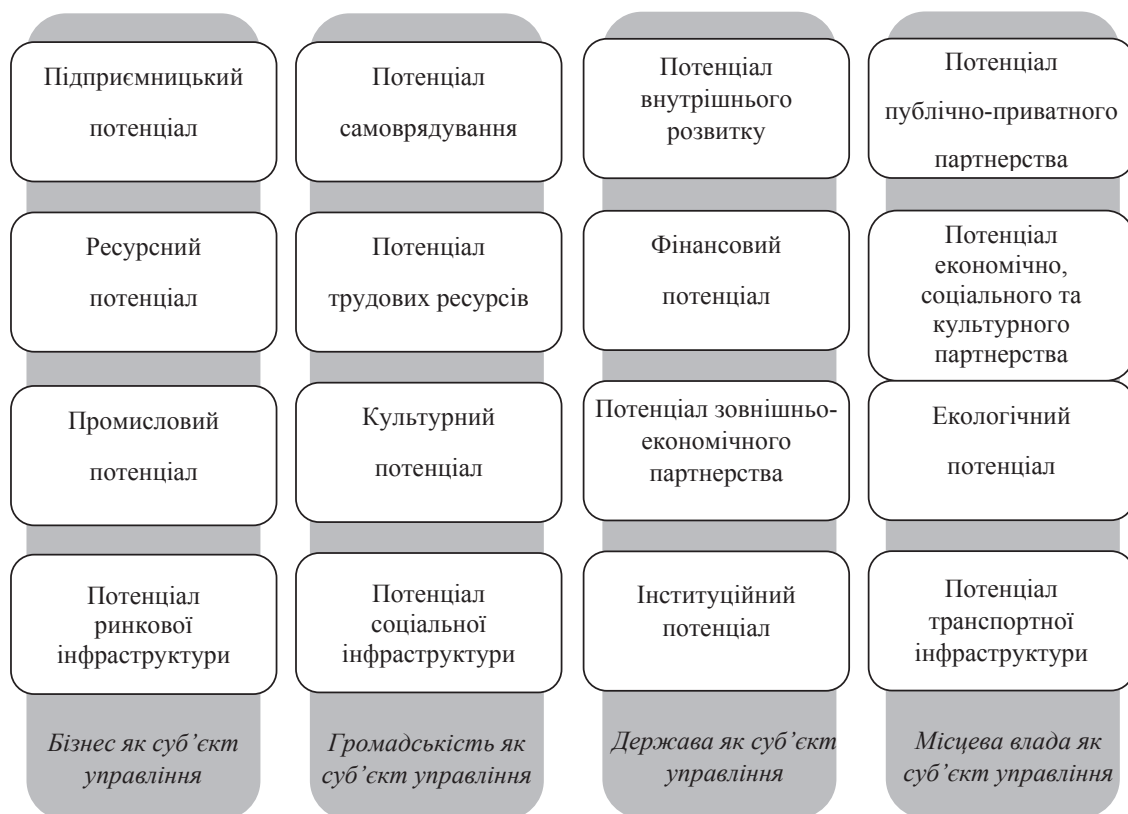 Підприємницький
потенціал
Ресурсний
потенціал
Промисловий
потенціал
Потенціал
ринкової
інфраструктури
Бізнес як суб’єкт
управління
Потенціал
самоврядування
Потенціал
трудових ресурсів
Культурний
потенціал
Потенціал
соціальної
інфраструктури
Громадськість як
суб’єкт управління
Потенціал
внутрішнього
розвитку
Фінансовий
потенціал
Потенціал зовнішньо-
економічного
партнерства
Інституційний
потенціал
Держава як суб’єкт
управління
Потенціал
публічно-приватного
партнерства
Потенціал
економічно,
соціального та
культурного
партнерства
Екологічний
потенціал
Потенціал
транспортної
інфраструктури
Місцева влада як
суб’єкт управління